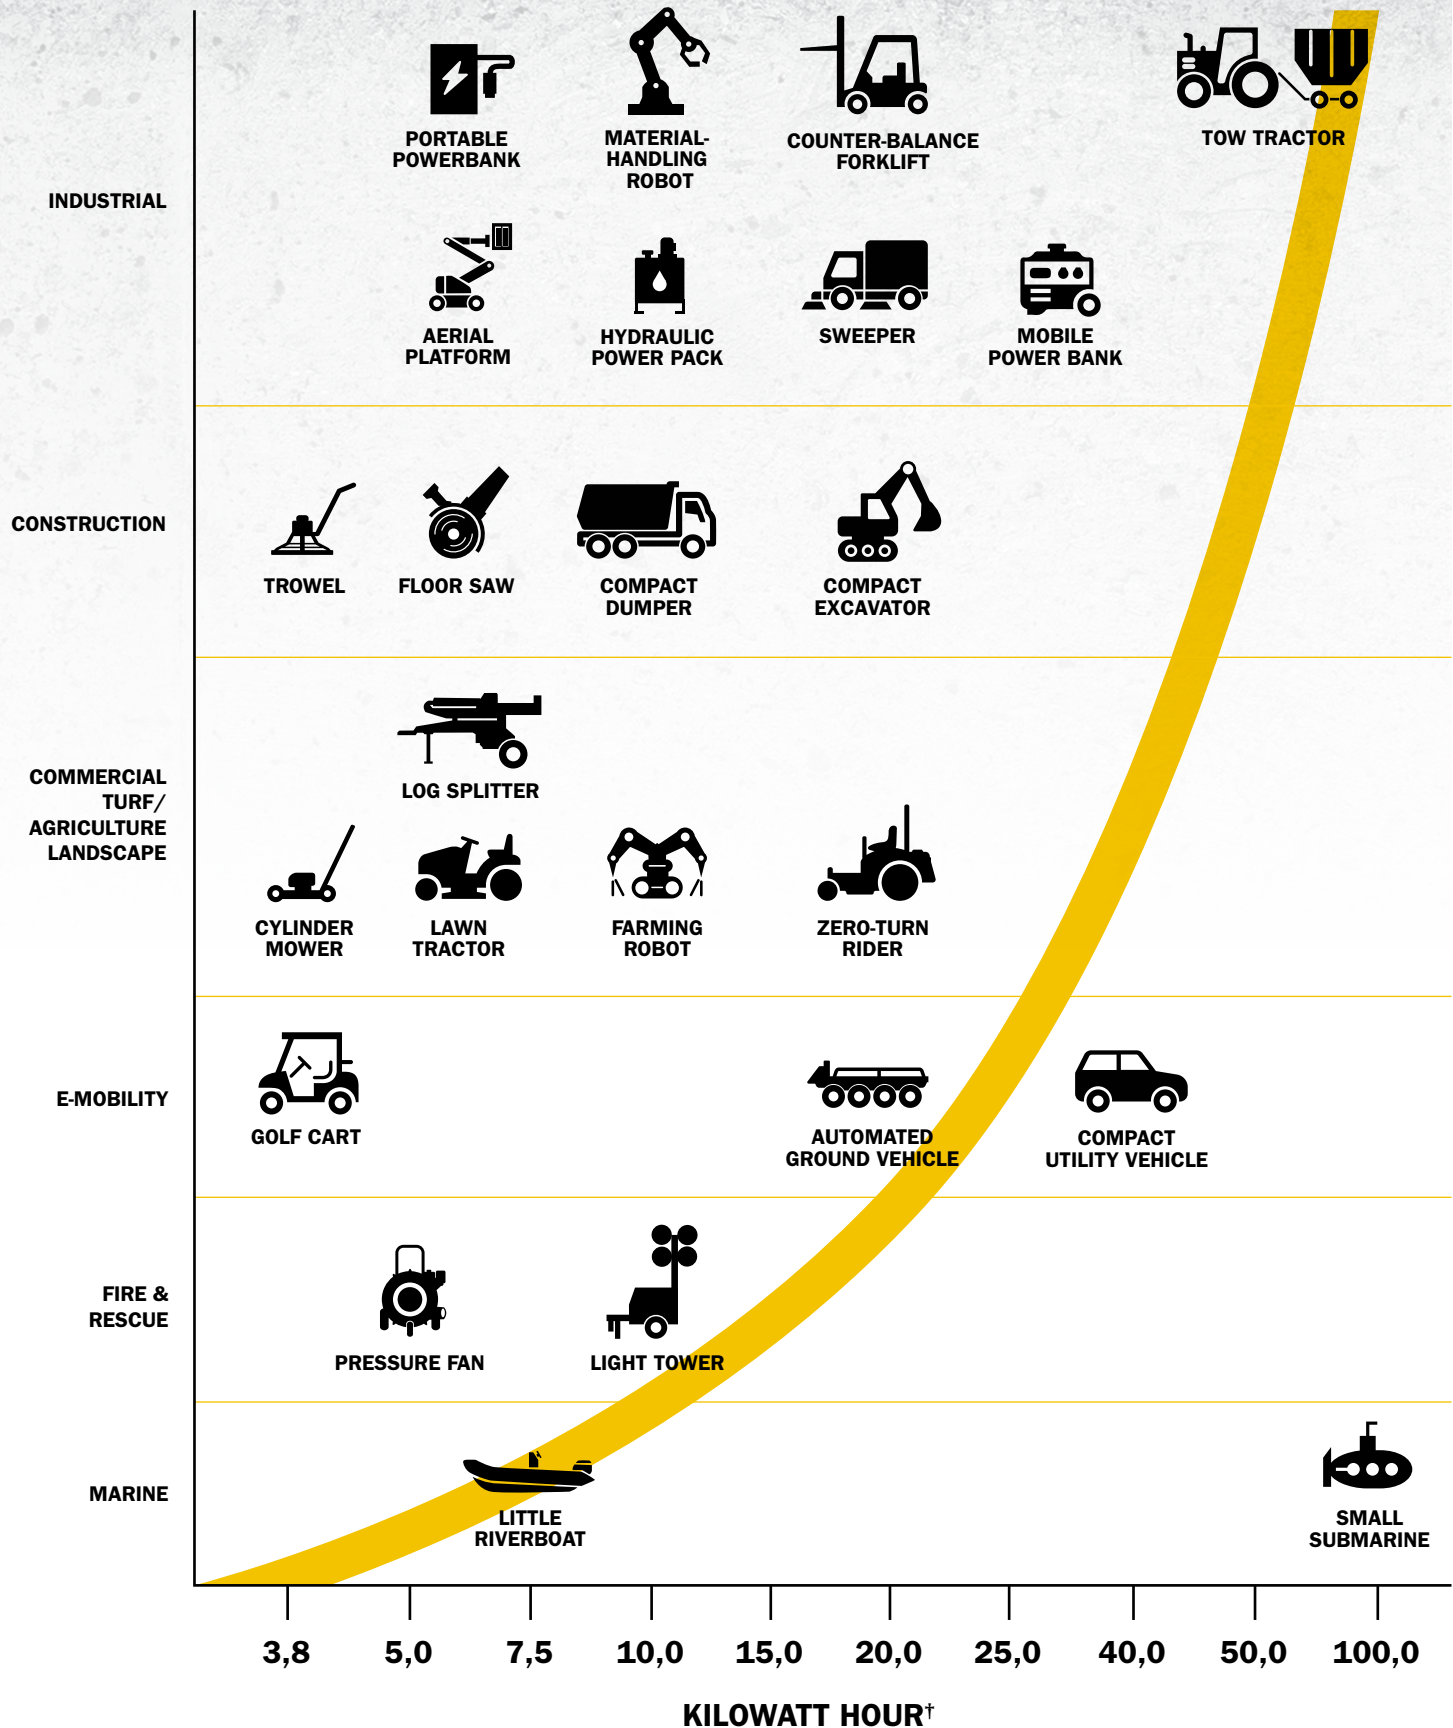 PORTABLE
POWERBANK
MATERIAL-
HANDLING
ROBOT
COUNTER-BALANCE
FORKLIFT
TOW TRACTOR
INDUSTRIAL
AERIAL
PLATFORM
HYDRAULIC
POWER PACK
SWEEPER
MOBILE
POWER BANK
CONSTRUCTION
TROWEL
FLOOR SAW
COMPACT
DUMPER
COMPACT
EXCAVATOR
COMMERCIAL
TURF/
AGRICULTURE
LANDSCAPE
LOG SPLITTER
CYLINDER
MOWER
LAWN
TRACTOR
FARMING
ROBOT
ZERO-TURN
RIDER
E-MOBILITY
GOLF CART
AUTOMATED
GROUND VEHICLE
COMPACT
UTILITY VEHICLE
FIRE &
RESCUE
PRESSURE FAN
LIGHT TOWER
MARINE
LITTLE
RIVERBOAT
SMALL
SUBMARINE
3,8 5,0 7,5 10,0 15,0 20,0 25,0 40,0 50,0 100,0
KILOWATT HOUR†